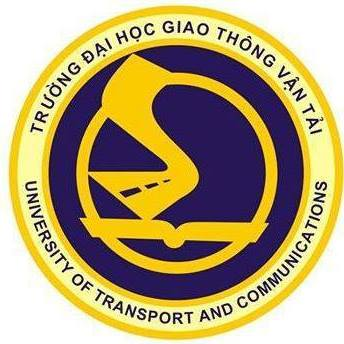 TRƯỜNG ĐẠI HỌC GIAO THÔNG VẬN TẢI
UNIVERSITY OF TRANSPORT AND COMMUNICATIONS